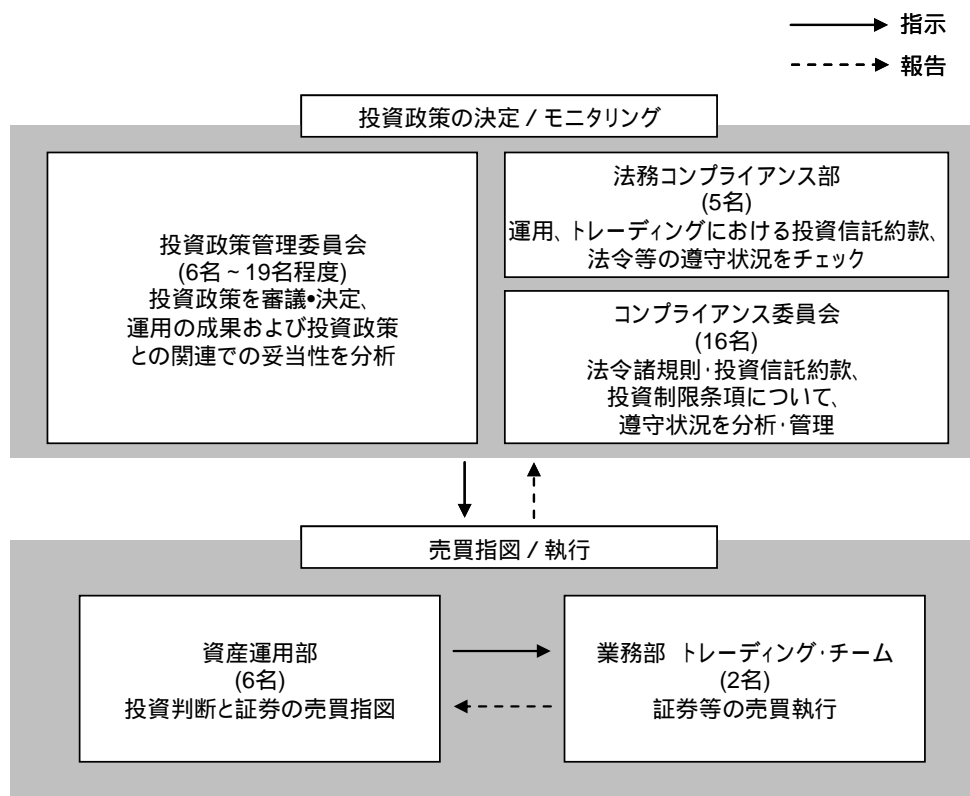 指示
報告
投資政策の決定 / モニタリング
投資政策管理委員会
(6名~19名程度)
投資政策を審議•決定、
運用の成果および投資政策
との関連での妥当性を分析
法務コンプライアンス部
(5名)
運用、トレーディングにおける投資信託約款、
法令等の遵守状況をチェック
コンプライアンス委員会
(16名)
法令諸規則·投資信託約款、
投資制限条項について、
遵守状況を分析·管理
売買指図 / 執行
資産運用部
(6名)
投資判断と証券の売買指図
業務部 トレーディング·チーム
(2名)
証券等の売買執行